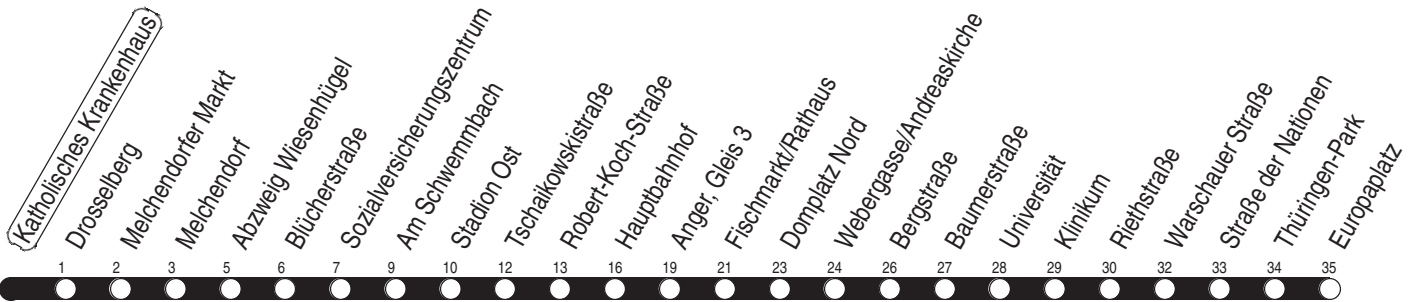 Katholisches Krankenhaus
Drosselberg
Melchendorfer Markt
Melchendorf
Abzweig Wiesenhügel
Blücherstraße
Sozialversicherungszentrum
Am Schwemmbach
Stadion Ost
Tschaikowskistraße
Robert-Koch-Straße
Hauptbahnhof
Anger, Gleis 3
Fischmarkt/Rathaus
Domplatz Nord
Webergasse/Andreaskirche
Bergstraße
Baumerstraße
Universität
Klinikum
Riethstraße
Warschauer Straße
Straße der Nationen
Thüringen-Park
Europaplatz
1 2 3 5 6 7 9 10 12 13 16 19 21 23 24 26 27 28 29 30 32 33 34 35